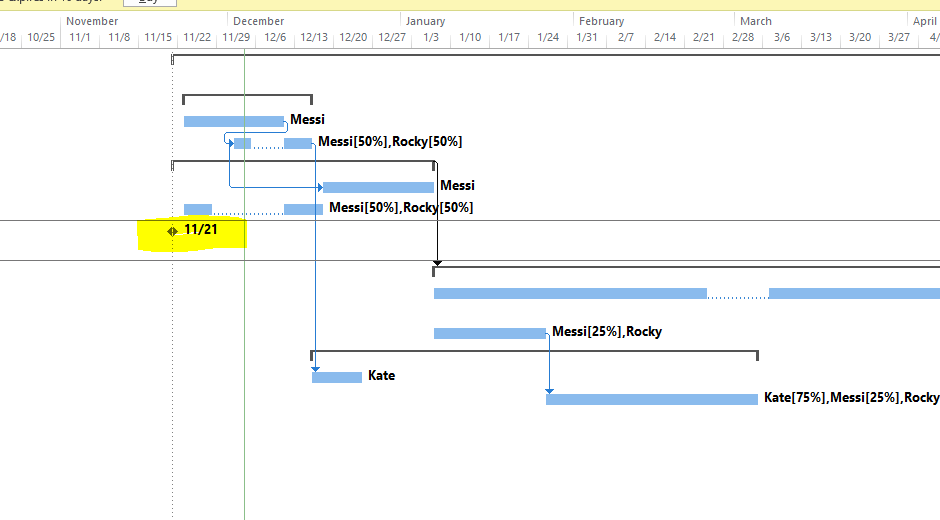 November December January February March April
/18 10/25 11/1 11/8 11/15 11/22 11/29 12/6 12/13 12/20 12/27 1/3 1/10 1/17 1/24 1/31 2/7 2/14 2/21 2/28 3/6 3/13 3/20 3/27 4/
Messi
Messi[50%],Rocky[50%]
Messi
Messi[50%],Rocky[50%]
11/21
Messi[25%],Rocky
Kate
Kate[75%],Messi[25%],Rocky